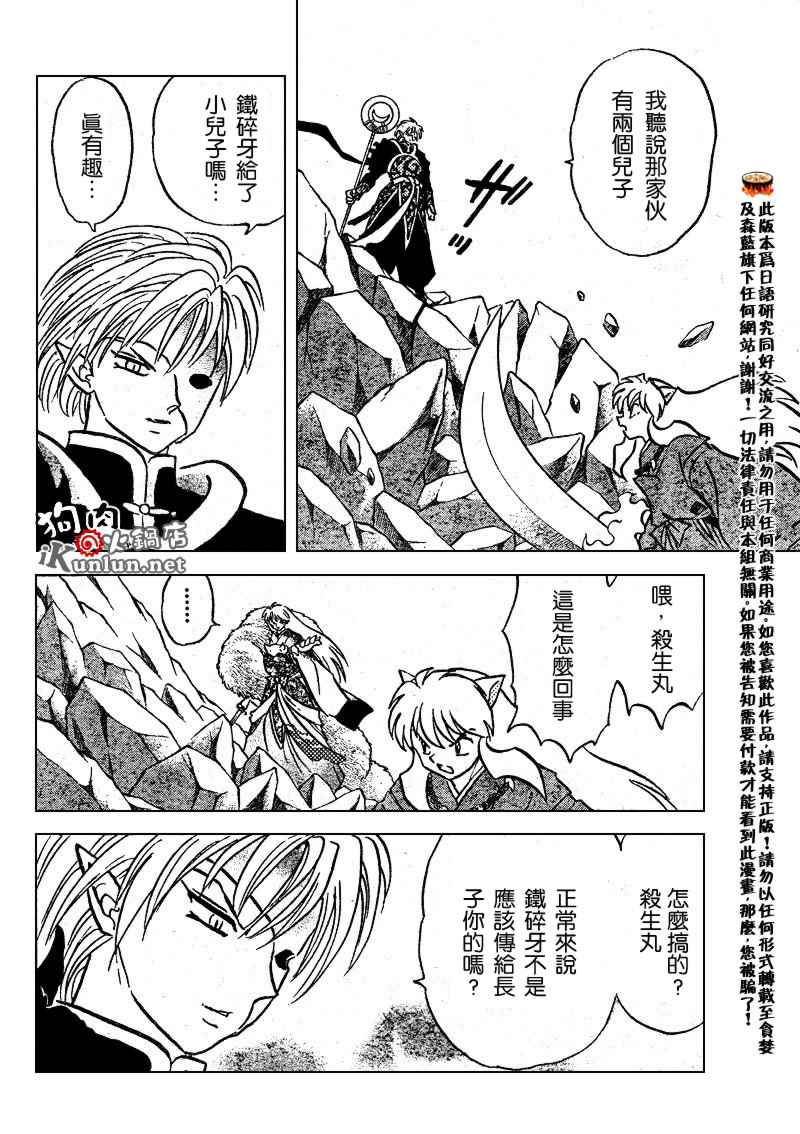 我聽說那家伙
有兩個兒子
鐵碎牙給了
小兒子嗎…
真有趣…
喂，殺生丸
這是怎麼回事
……
怎麼搞的？
殺生丸
正常來說
鐵碎牙不是
應該傳給長
子你的嗎？
狗肉火鍋店
iKunlun.net
此版本爲日語研究同好交流之用，請勿用于任何商業用途。如您喜歡此作品，請支持正版！請勿以任何形式轉載至貪婪
及森藍旗下任何網站，謝謝！一切法律責任與本組無關。如果您被告知需要付款才能看到此漫畫，那麼，您被騙了！